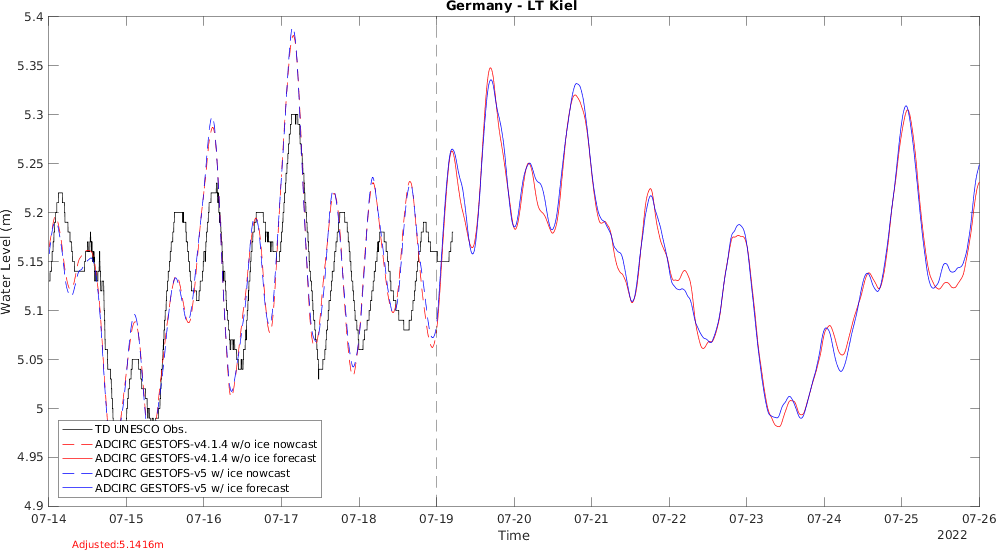 Germany - LT Kiel
5.4
5.35
5.3
5.25
5.2
5.15
5.1
5.05
5
4.95
4.9
Water Level (m)
TD UNESCO Obs.
ADCIRC GESTOFS-v4.1.4 w/o ice nowcast
ADCIRC GESTOFS-v4.1.4 w/o ice forecast
ADCIRC GESTOFS-v5 w/ ice nowcast
ADCIRC GESTOFS-v5 w/ ice forecast
07-14 07-15 07-16 07-17 07-18 07-19 07-20 07-21 07-22 07-23 07-24 07-25 07-26
Time
2022
Adjusted:5.1416m